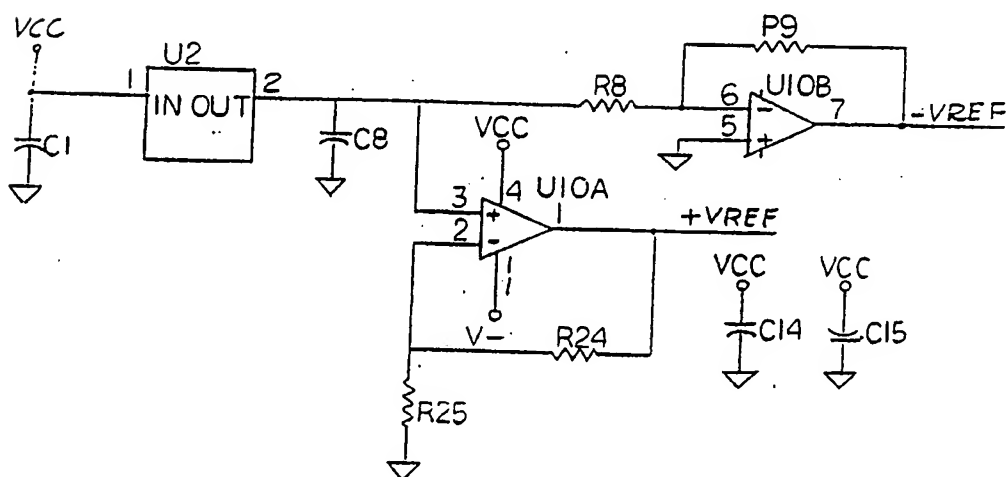 VCC
U2
1
IN OUT
2
C1
C8
R8
P9
U10B
6
-
5
+
7
-VREF
VCC
4
U10A
3
+
2
-
1
+VREF
11
V-
R24
R25
VCC
C14
VCC
C15